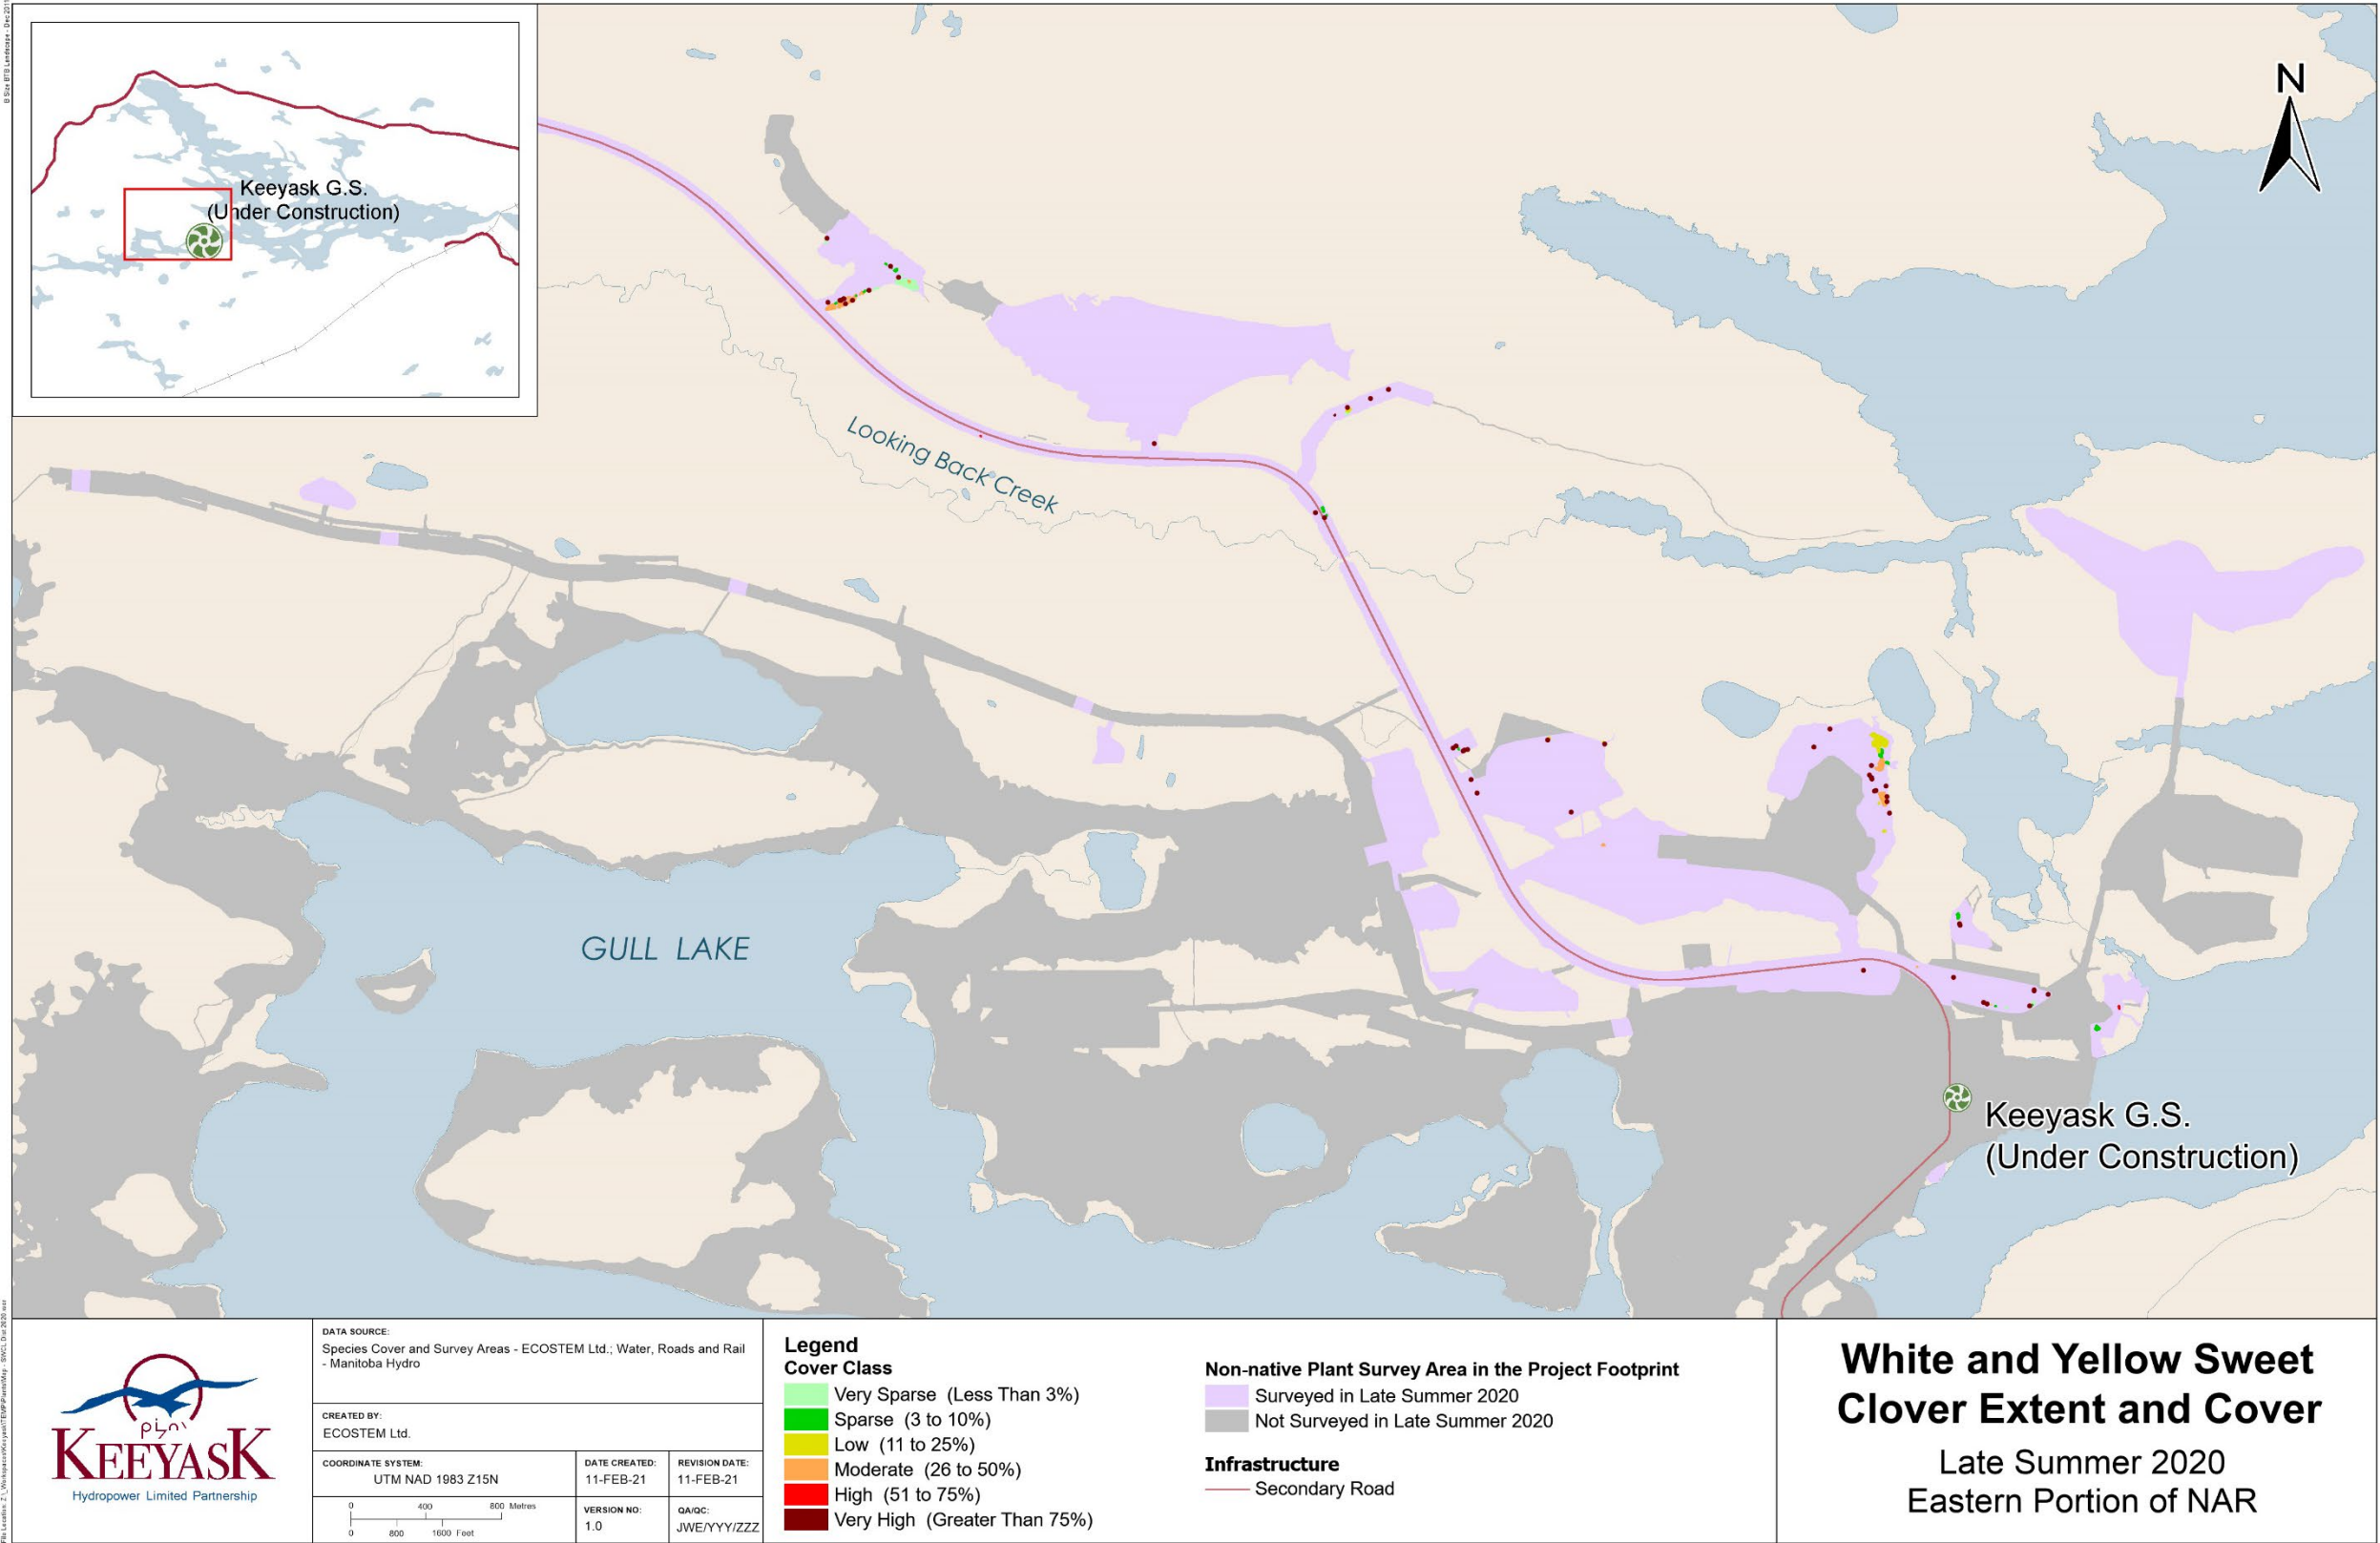 B Size BTB Landscape - Dec 2011
Keeyask G.S.
(Under Construction)
N
Looking Back Creek
GULL LAKE
Keeyask G.S.
(Under Construction)
KEEYASK
Hydropower Limited Partnership
DATA SOURCE:
Species Cover and Survey Areas - ECOSTEM Ltd.; Water, Roads and Rail
- Manitoba Hydro
CREATED BY:
ECOSTEM Ltd.
COORDINATE SYSTEM:
UTM NAD 1983 Z15N
DATE CREATED:
11-FEB-21
REVISION DATE:
11-FEB-21
0 400 800 Metres
0 800 1600 Feet
VERSION NO:
1.0
QA/QC:
JWE/YYY/ZZZ
Legend
Cover Class
Very Sparse (Less Than 3%)
Sparse (3 to 10%)
Low (11 to 25%)
Moderate (26 to 50%)
High (51 to 75%)
Very High (Greater Than 75%)
Non-native Plant Survey Area in the Project Footprint
Surveyed in Late Summer 2020
Not Surveyed in Late Summer 2020
Infrastructure
Secondary Road
White and Yellow Sweet
Clover Extent and Cover
Late Summer 2020
Eastern Portion of NAR